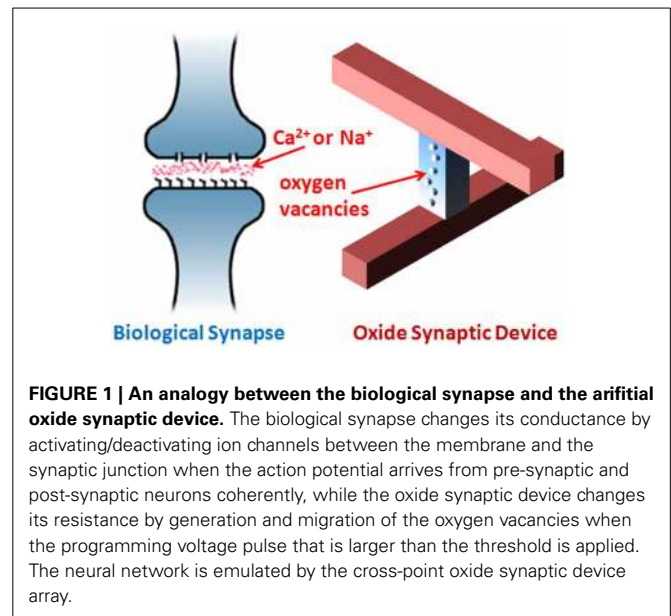 Ca2+ or Na+
oxygen
vacancies
Biological Synapse
Oxide Synaptic Device
FIGURE 1 | An analogy between the biological synapse and the arifitial
oxide synaptic device. The biological synapse changes its conductance by
activating/deactivating ion channels between the membrane and the
synaptic junction when the action potential arrives from pre-synaptic and
post-synaptic neurons coherently, while the oxide synaptic device changes
its resistance by generation and migration of the oxygen vacancies when
the programming voltage pulse that is larger than the threshold is applied.
The neural network is emulated by the cross-point oxide synaptic device
array.